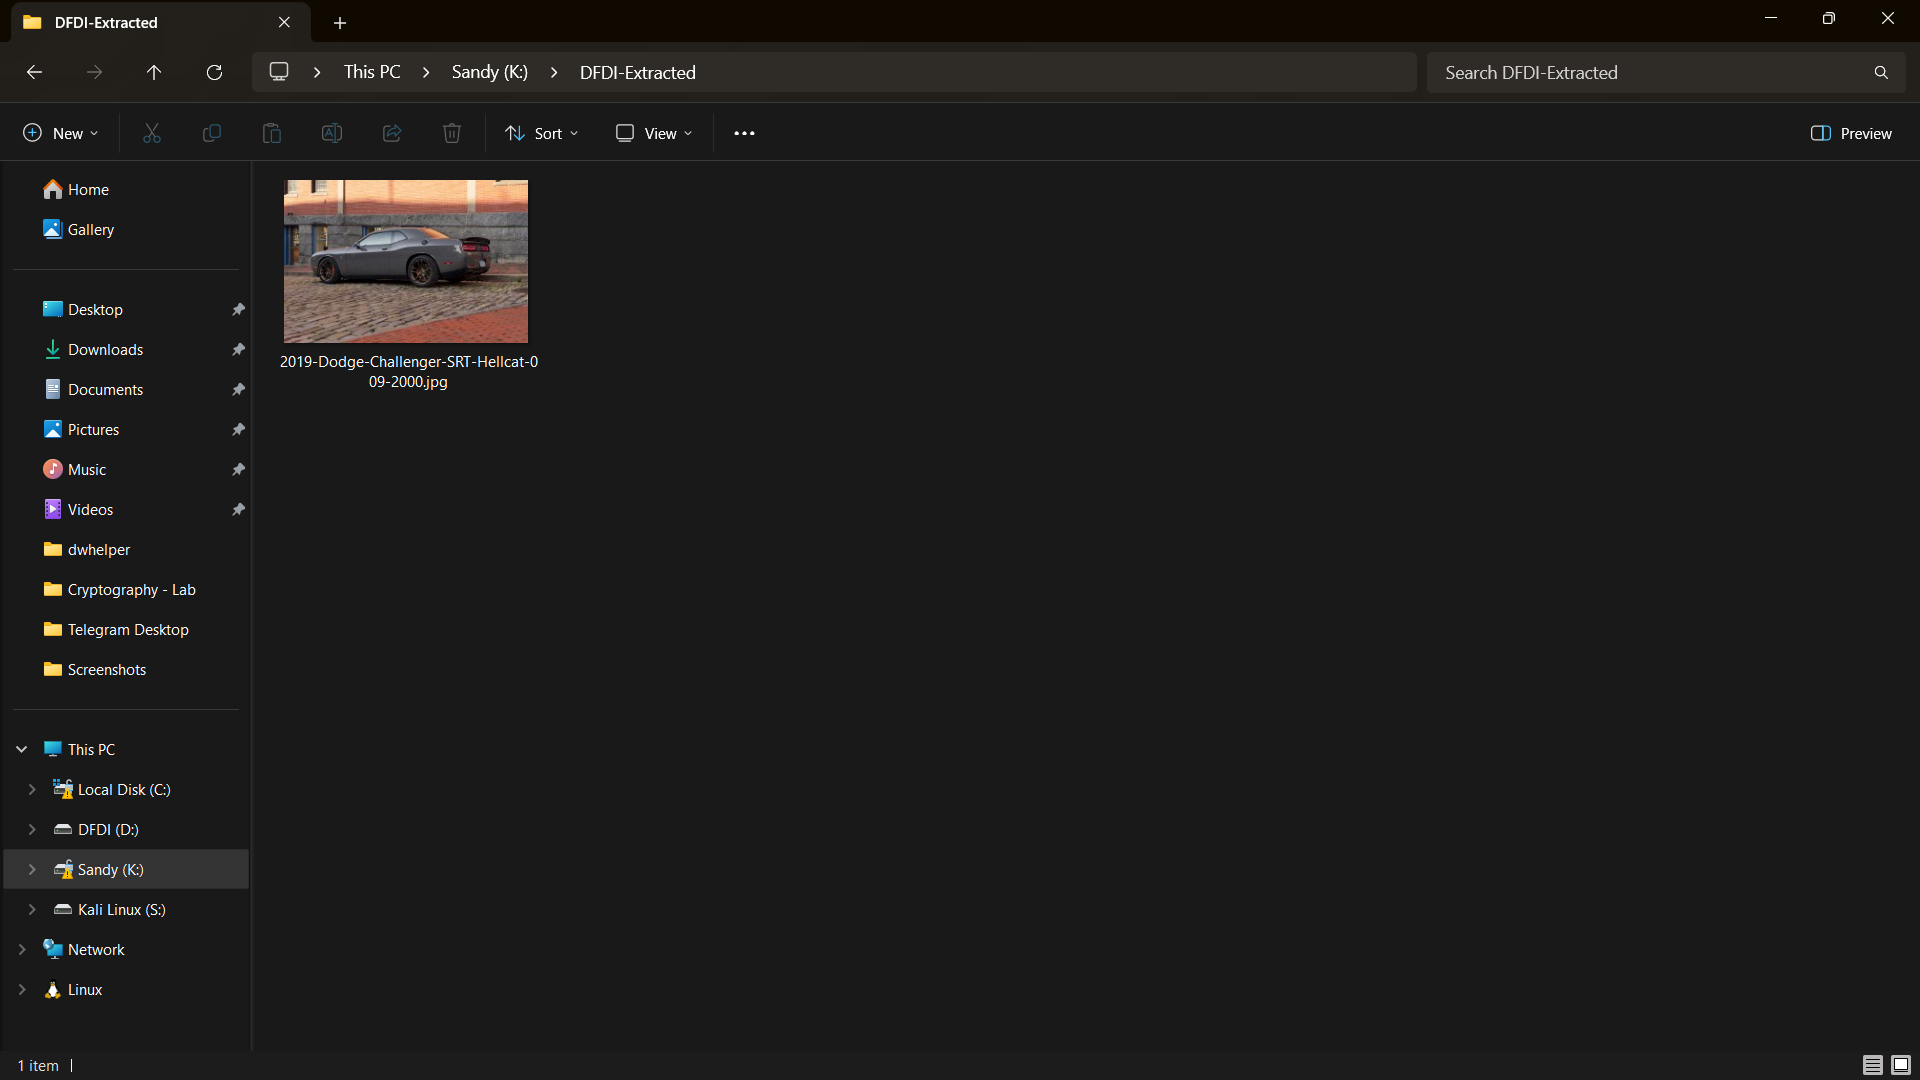 DFDI-Extracted
This PC
Sandy (K:)
DFDI-Extracted
Search DFDI-Extracted
New
Sort
View
Preview
Home
Gallery
Desktop
Downloads
Documents
Pictures
Music
Videos
dwhelper
Cryptography - Lab
Telegram Desktop
Screenshots
This PC
Local Disk (C:)
DFDI (D:)
Sandy (K:)
Kali Linux (S:)
Network
Linux
2019-Dodge-Challenger-SRT-Hellcat-0
09-2000.jpg
1 item